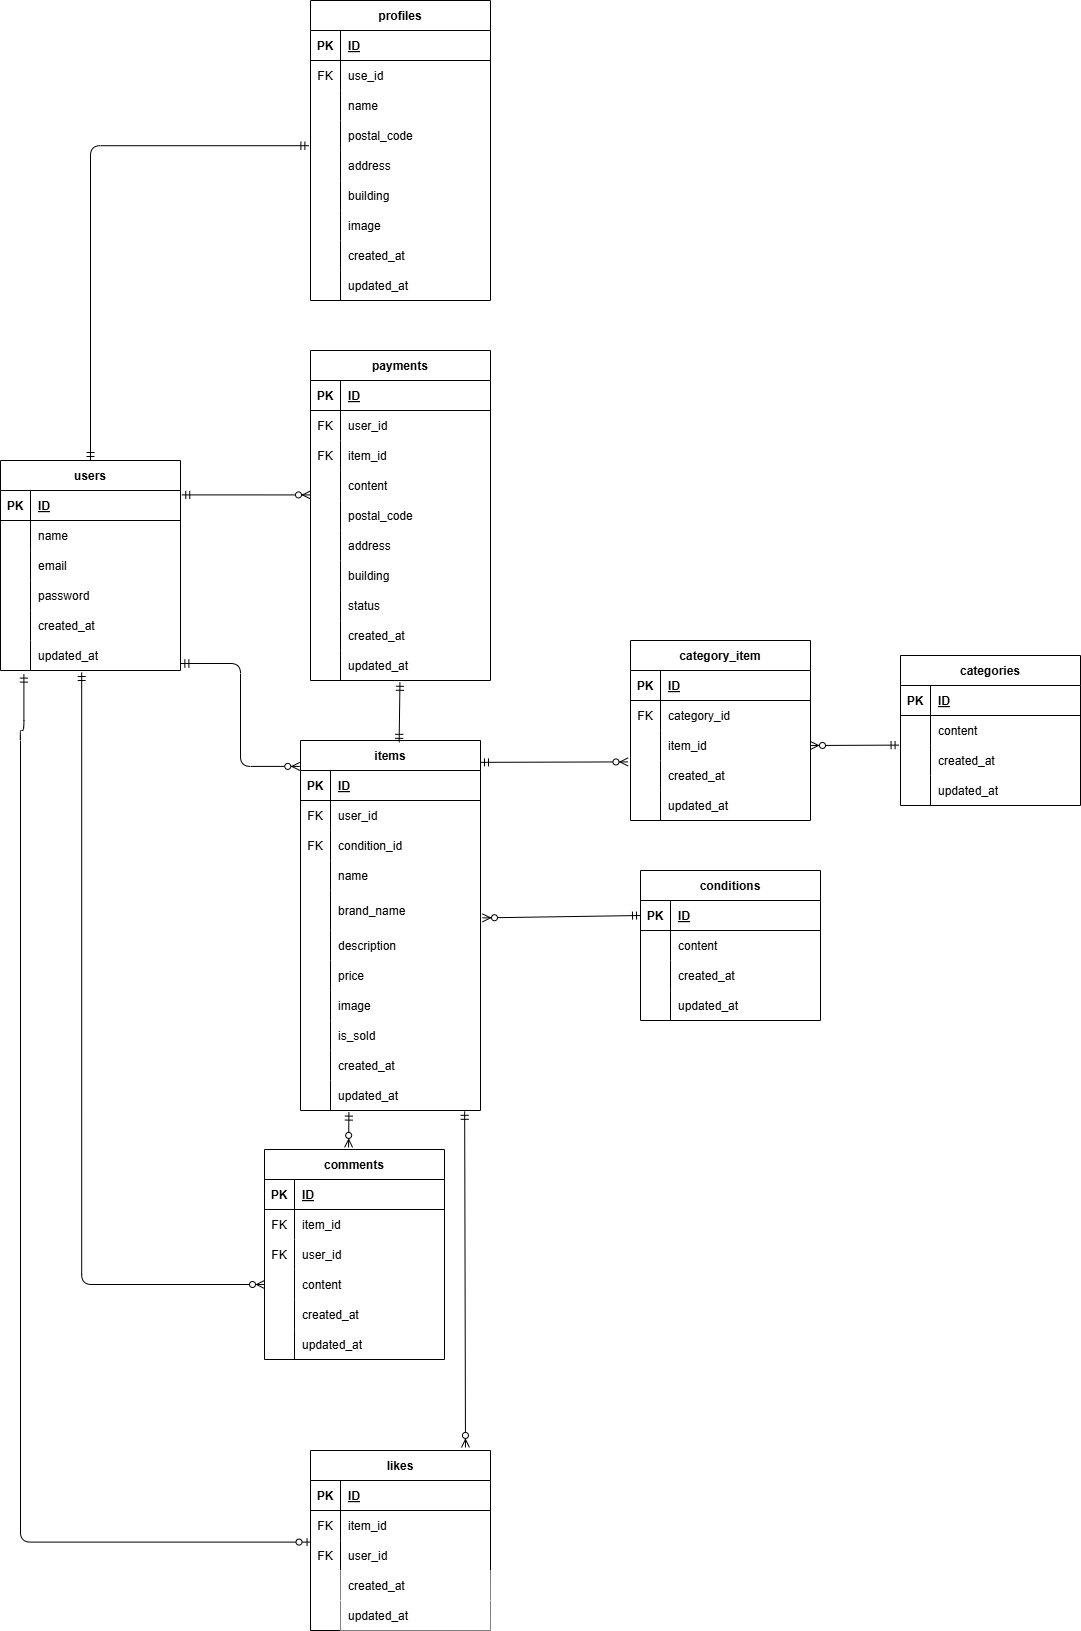 profiles
PK ID
FK use_id
name
postal_code
address
building
image
created_at
updated_at
payments
PK ID
FK user_id
FK item_id
content
postal_code
address
building
status
created_at
updated_at
users
PK ID
name
email
password
created_at
updated_at
category_item
PK ID
FK category_id
item_id
created_at
updated_at
categories
PK ID
content
created_at
updated_at
items
PK ID
FK user_id
FK condition_id
name
brand_name
description
price
image
is_sold
created_at
updated_at
conditions
PK ID
content
created_at
updated_at
comments
PK ID
FK item_id
FK user_id
content
created_at
updated_at
likes
PK ID
FK item_id
FK user_id
created_at
updated_at